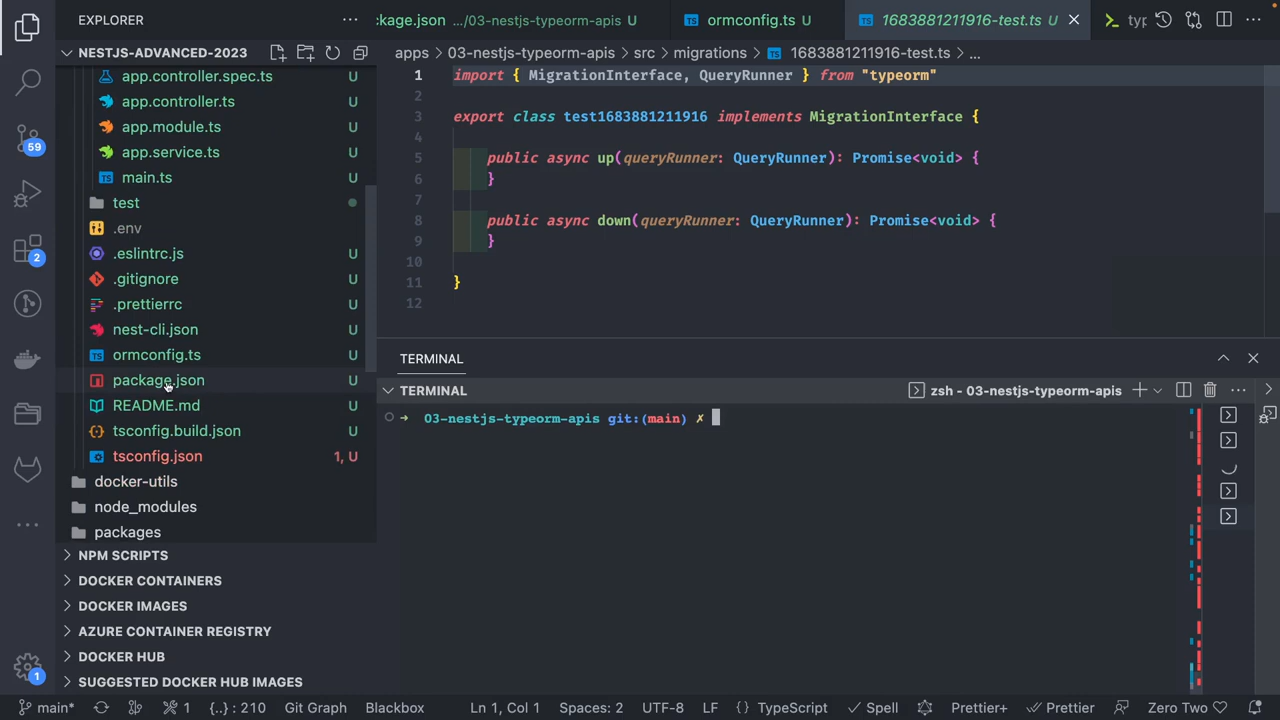 EXPLORER
NESTJS-ADVANCED-2023
app.controller.spec.ts U
app.controller.ts U
app.module.ts U
app.service.ts U
main.ts U
test
.env
.eslintrc.js U
.gitignore U
.prettierrc U
nest-cli.json U
ormconfig.ts U
package.json U
README.md U
tsconfig.build.json U
tsconfig.json 1, U
docker-utils
node_modules
packages
NPM SCRIPTS
DOCKER CONTAINERS
DOCKER IMAGES
AZURE CONTAINER REGISTRY
DOCKER HUB
SUGGESTED DOCKER HUB IMAGES
59
2
1
ckage.json .../03-nestjs-typeorm-apis U
ormconfig.ts U
1683881211916-test.ts U
typ
apps > 03-nestjs-typeorm-apis > src > migrations > TS 1683881211916-test.ts > ...
1 import { MigrationInterface, QueryRunner } from "typeorm"
2
3 export class test1683881211916 implements MigrationInterface {
4
5 public async up(queryRunner: QueryRunner): Promise<void> {
6 }
7
8 public async down(queryRunner: QueryRunner): Promise<void> {
9 }
10
11 }
12
TERMINAL
TERMINAL zsh - 03-nestjs-typeorm-apis
➜ 03-nestjs-typeorm-apis git:(main) ✗
main* 1 {..} : 210 Git Graph Blackbox Ln 1, Col 1 Spaces: 2 UTF-8 LF {} TypeScript Spell Prettier+ Prettier Zero Two